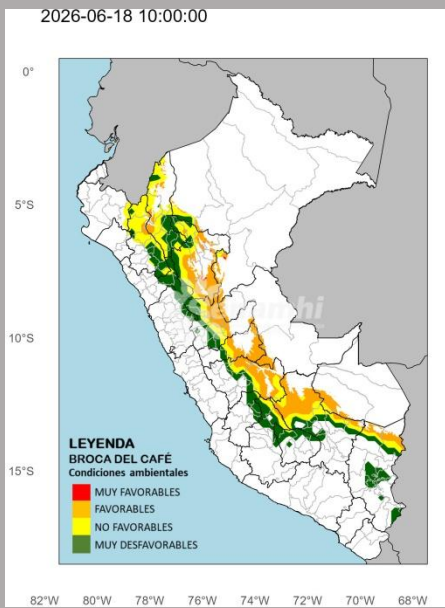 2026-06-18 10:00:00
0°
5°S
10°S
15°S
senamhi
LEYENDA
BROCA DEL CAFÉ
Condiciones ambientales
MUY FAVORABLES
FAVORABLES
NO FAVORABLES
MUY DESFAVORABLES
82°W 80°W 78°W 76°W 74°W 72°W 70°W 68°W